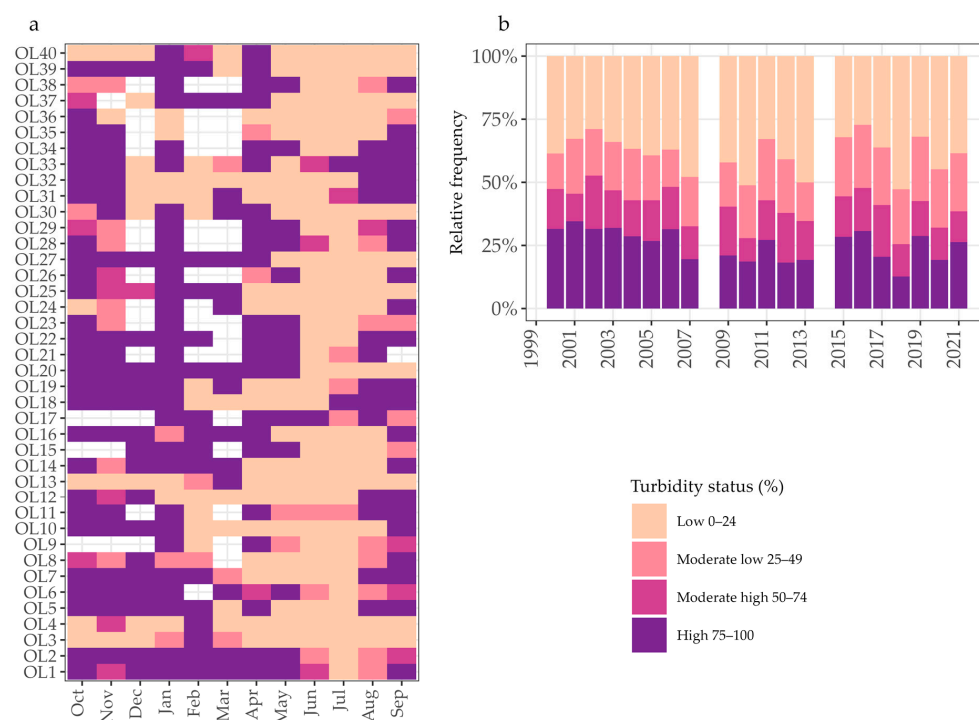 a
OL40
OL39
OL38
OL37
OL36
OL35
OL34
OL33
OL32
OL31
OL30
OL29
OL28
OL27
OL26
OL25
OL24
OL23
OL22
OL21
OL20
OL19
OL18
OL17
OL16
OL15
OL14
OL13
OL12
OL11
OL10
OL9
OL8
OL7
OL6
OL5
OL4
OL3
OL2
OL1
Oct
Nov
Dec
Jan
Feb
Mar
Apr
May
Jun
Jul
Aug
Sep
b
Relative frequency
100%
75%
50%
25%
0%
1999
2001
2003
2005
2007
2009
2011
2013
2015
2017
2019
2021
Turbidity status (%)
Low 0–24
Moderate low 25–49
Moderate high 50–74
High 75–100